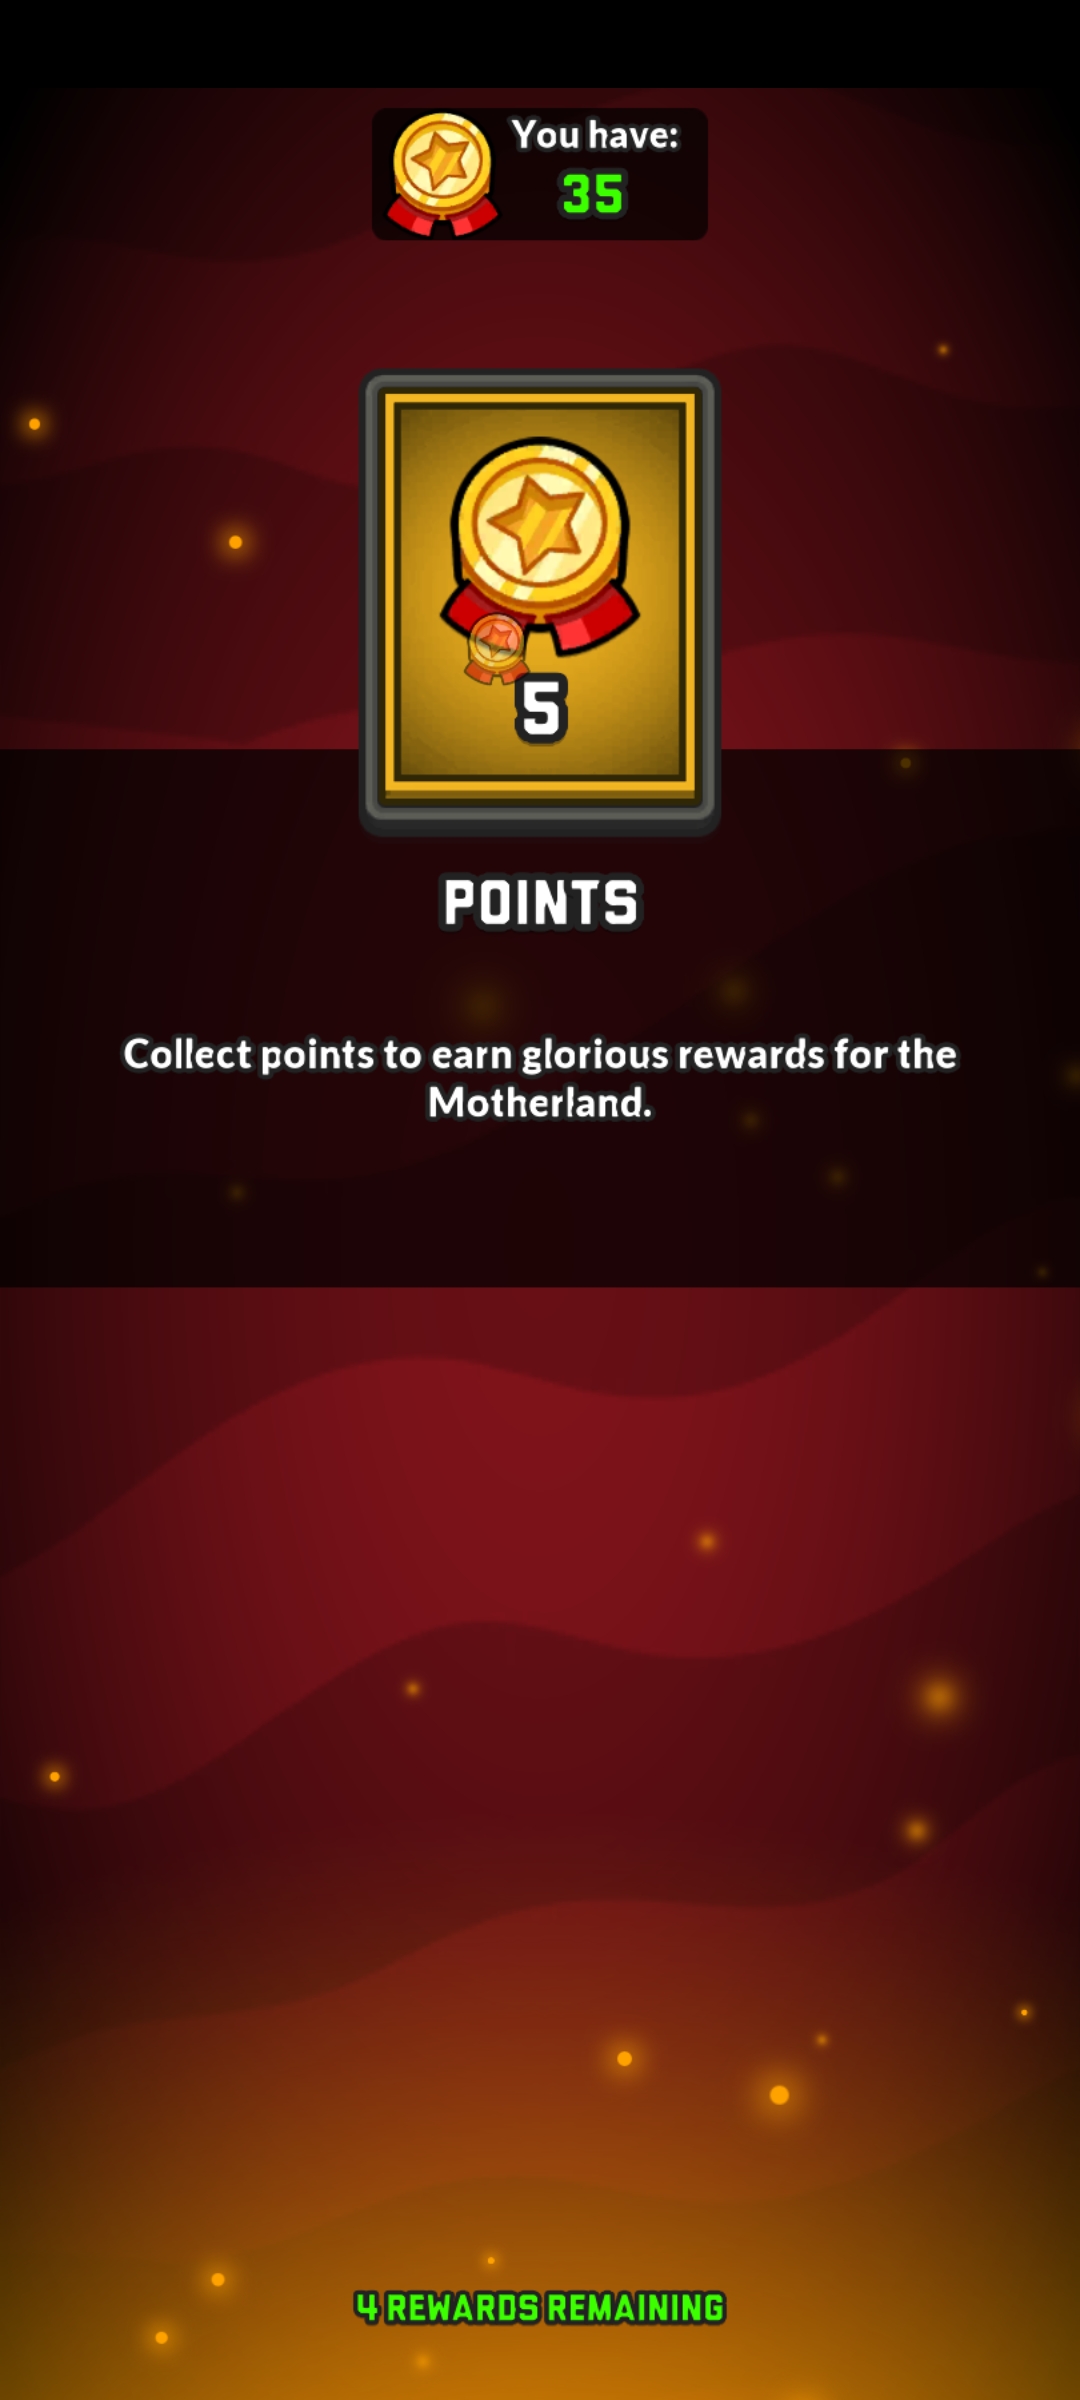 You have:
35
5
POINTS
Collect points to earn glorious rewards for the
Motherland.
4 REWARDS REMAINING